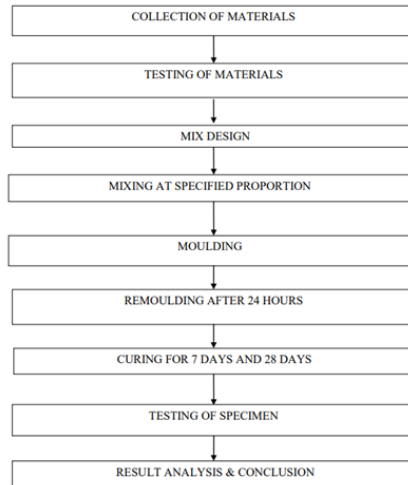 COLLECTION OF MATERIALS
TESTING OF MATERIALS
MIX DESIGN
MIXING AT SPECIFIED PROPORTION
MOULDING
REMOULDING AFTER 24 HOURS
CURING FOR 7 DAYS AND 28 DAYS
TESTING OF SPECIMEN
RESULT ANALYSIS & CONCLUSION